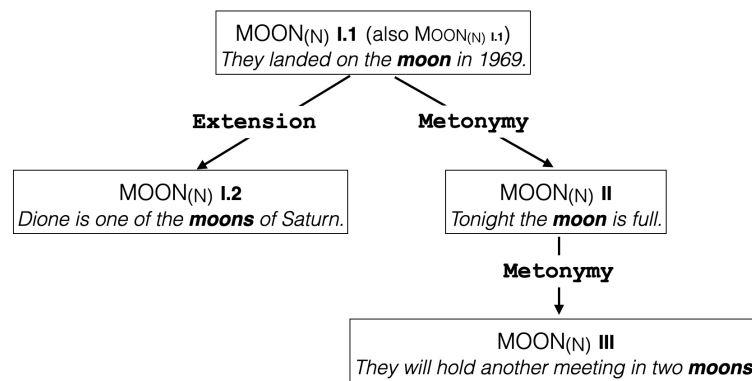 MOON(N) I.1 (also MOON(N) I.1)
They landed on the moon in 1969.
Extension
Metonymy
MOON(N) I.2
Dione is one of the moons of Saturn.
MOON(N) II
Tonight the moon is full.
Metonymy
MOON(N) III
They will hold another meeting in two moons